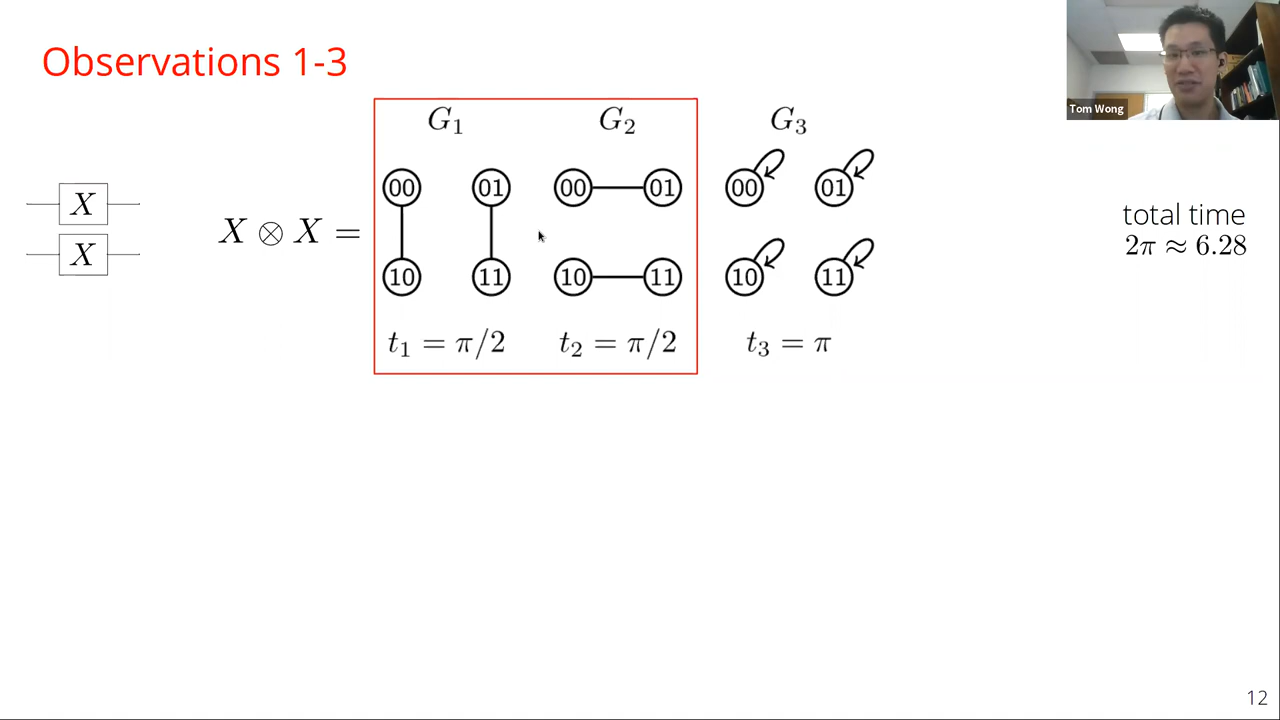 Observations 1-3
Tom Wong
G₁ G₂ G₃
00 01 00 01 00 01
X
X
X ⊗ X =
10 11 10 11 10 11
t₁ = π/2 t₂ = π/2 t₃ = π
total time
2π ≈ 6.28
12